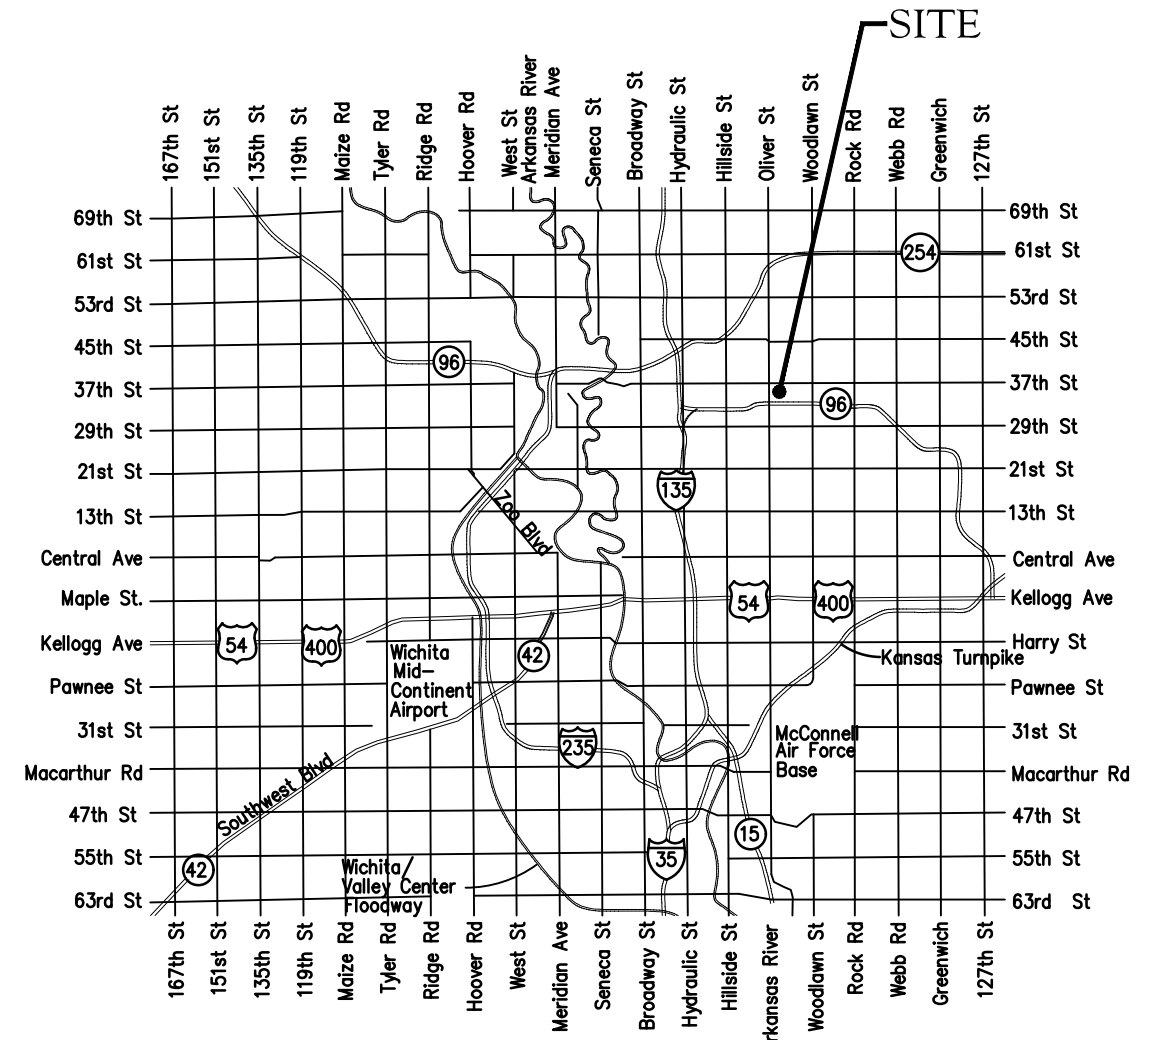 SITE
167th St
151st St
135th St
119th St
Maize Rd
Tyler Rd
Ridge Rd
Hoover Rd
West St
Arkansas River
Meridian Ave
Seneca St
Broadway St
Hydraulic St
Hillside St
Oliver St
Woodlawn St
Rock Rd
Webb Rd
Greenwich
127th St
69th St
69th St
61st St
254
61st St
53rd St
53rd St
45th St
45th St
96
37th St
37th St
96
29th St
29th St
21st St
21st St
135
13th St
13th St
Zoo Blvd
Central Ave
Central Ave
Maple St.
54
400
Kellogg Ave
Kellogg Ave
54
400
Harry St
Wichita
Mid-
Continent
Airport
42
Kansas Turnpike
Pawnee St
Pawnee St
31st St
31st St
235
McConnell
Air Force
Base
Macarthur Rd
Macarthur Rd
Southwest Blvd
47th St
47th St
15
55th St
55th St
35
42
Wichita/
Valley Center
Floodway
63rd St
63rd St
167th St
151st St
135th St
119th St
Maize Rd
Tyler Rd
Ridge Rd
Hoover Rd
West St
Meridian Ave
Seneca St
Broadway St
Hydraulic St
Hillside St
rkansas River
Woodlawn St
Rock Rd
Webb Rd
Greenwich
127th St